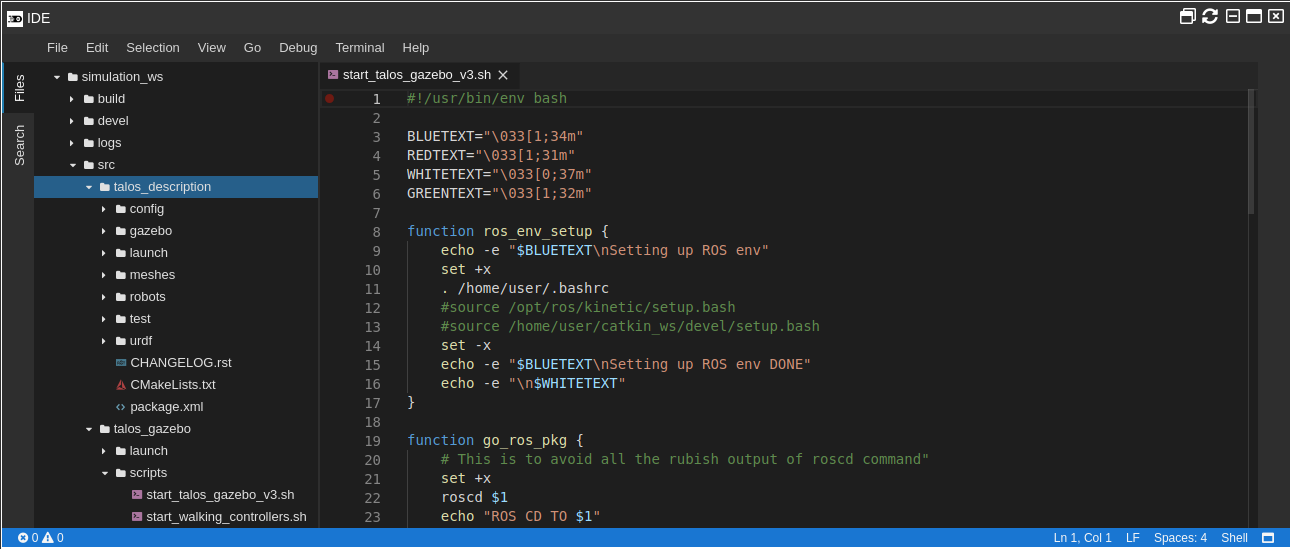 IDE
File Edit Selection View Go Debug Terminal Help
Files
Search
simulation_ws
build
devel
logs
src
talos_description
config
gazebo
launch
meshes
robots
test
urdf
CHANGELOG.rst
CMakeLists.txt
package.xml
talos_gazebo
launch
scripts
start_talos_gazebo_v3.sh
start_walking_controllers.sh
start_talos_gazebo_v3.sh
1 #!/usr/bin/env bash
2
3 BLUETEXT="\033[1;34m"
4 REDTEXT="\033[1;31m"
5 WHITETEXT="\033[0;37m"
6 GREENTEXT="\033[1;32m"
7
8 function ros_env_setup {
9 echo -e "$BLUETEXT\nSetting up ROS env"
10 set +x
11 . /home/user/.bashrc
12 #source /opt/ros/kinetic/setup.bash
13 #source /home/user/catkin_ws/devel/setup.bash
14 set -x
15 echo -e "$BLUETEXT\nSetting up ROS env DONE"
16 echo -e "\n$WHITETEXT"
17 }
18
19 function go_ros_pkg {
20 # This is to avoid all the rubish output of roscd command"
21 set +x
22 roscd $1
23 echo "ROS CD TO $1"
0 0
Ln 1, Col 1 LF Spaces: 4 Shell